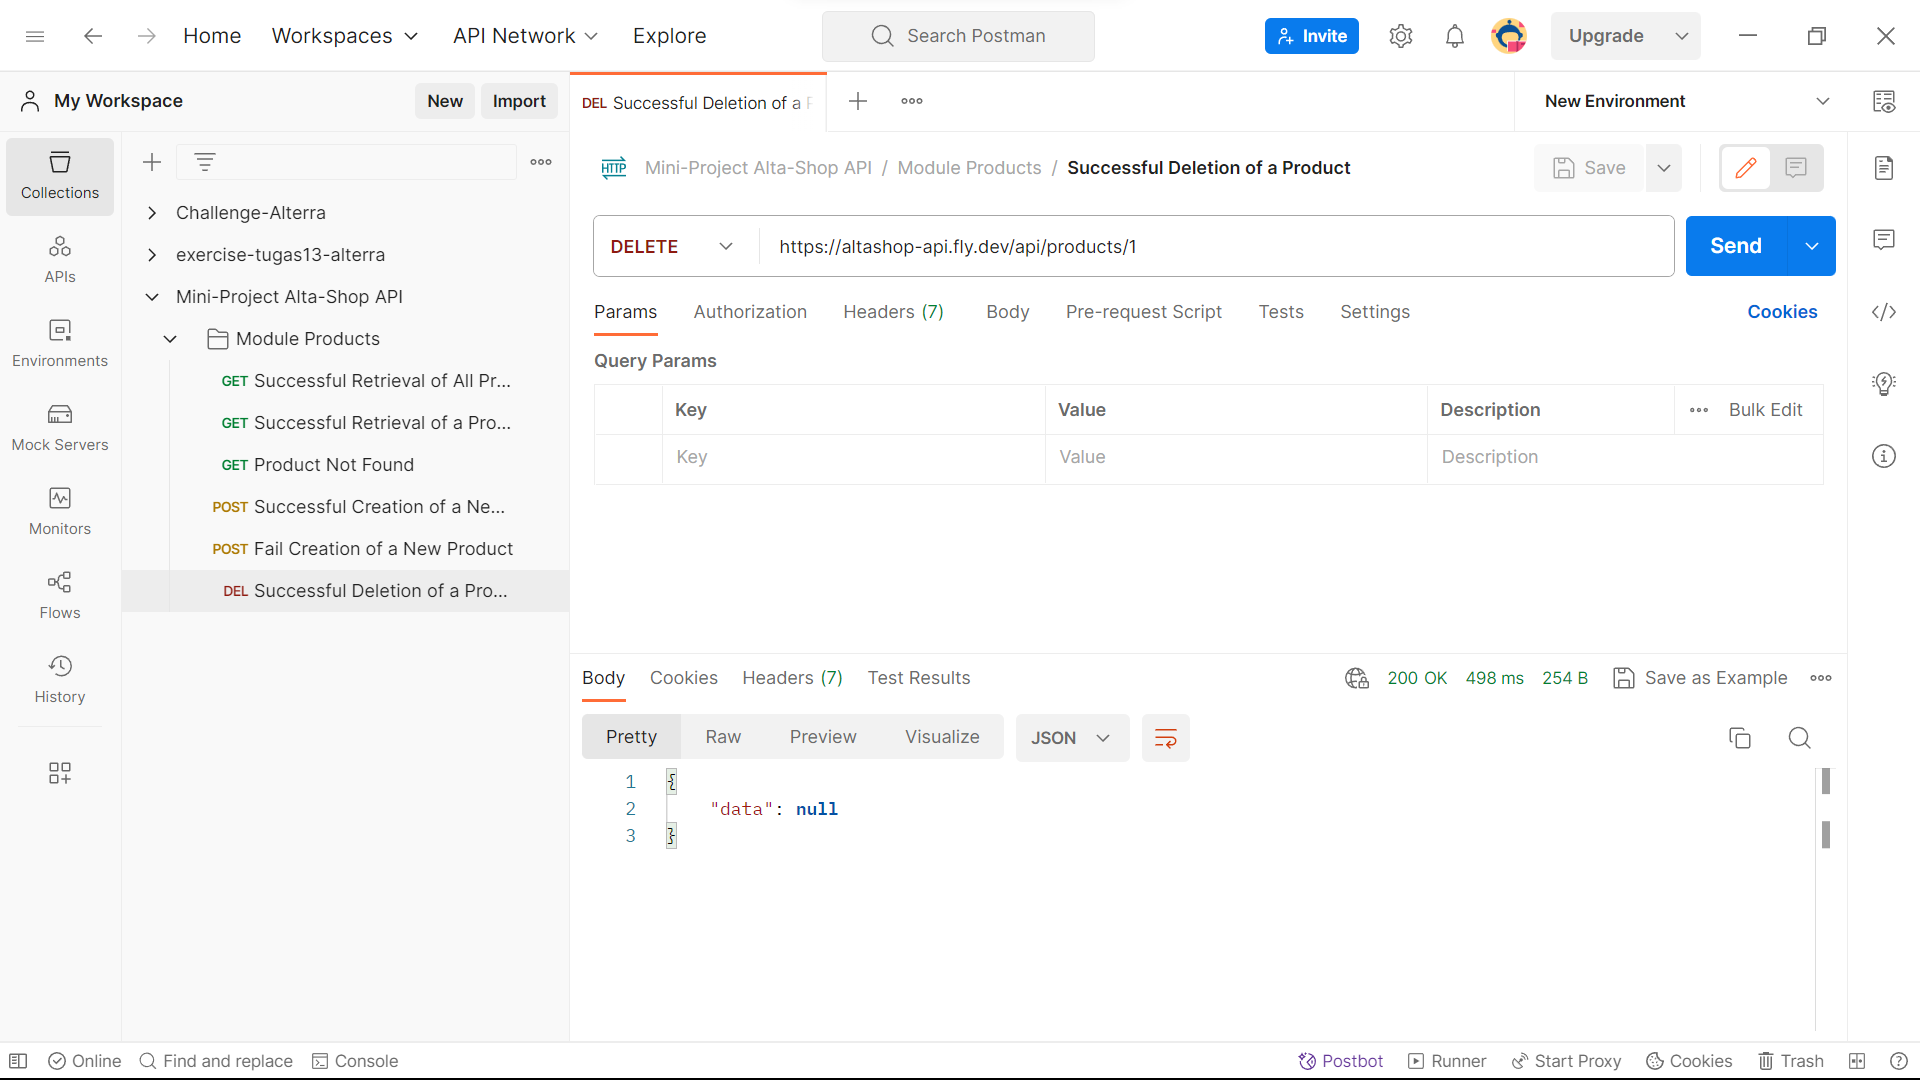 Home Workspaces API Network Explore Search Postman Invite Upgrade
My Workspace New Import
DEL Successful Deletion of a P
New Environment
Collections
APIs
Environments
Mock Servers
Monitors
Flows
History
Challenge-Alterra
exercise-tugas13-alterra
Mini-Project Alta-Shop API
Module Products
GET Successful Retrieval of All Pr...
GET Successful Retrieval of a Pro...
GET Product Not Found
POST Successful Creation of a Ne...
POST Fail Creation of a New Product
DEL Successful Deletion of a Pro...
HTTP Mini-Project Alta-Shop API / Module Products / Successful Deletion of a Product Save
DELETE https://altashop-api.fly.dev/api/products/1 Send
Params Authorization Headers (7) Body Pre-request Script Tests Settings Cookies
Query Params
Key Value Description Bulk Edit
Key Value Description
Body Cookies Headers (7) Test Results 200 OK 498 ms 254 B Save as Example
Pretty Raw Preview Visualize JSON
1 {
2 "data": null
3 }
Online Find and replace Console Postbot Runner Start Proxy Cookies Trash